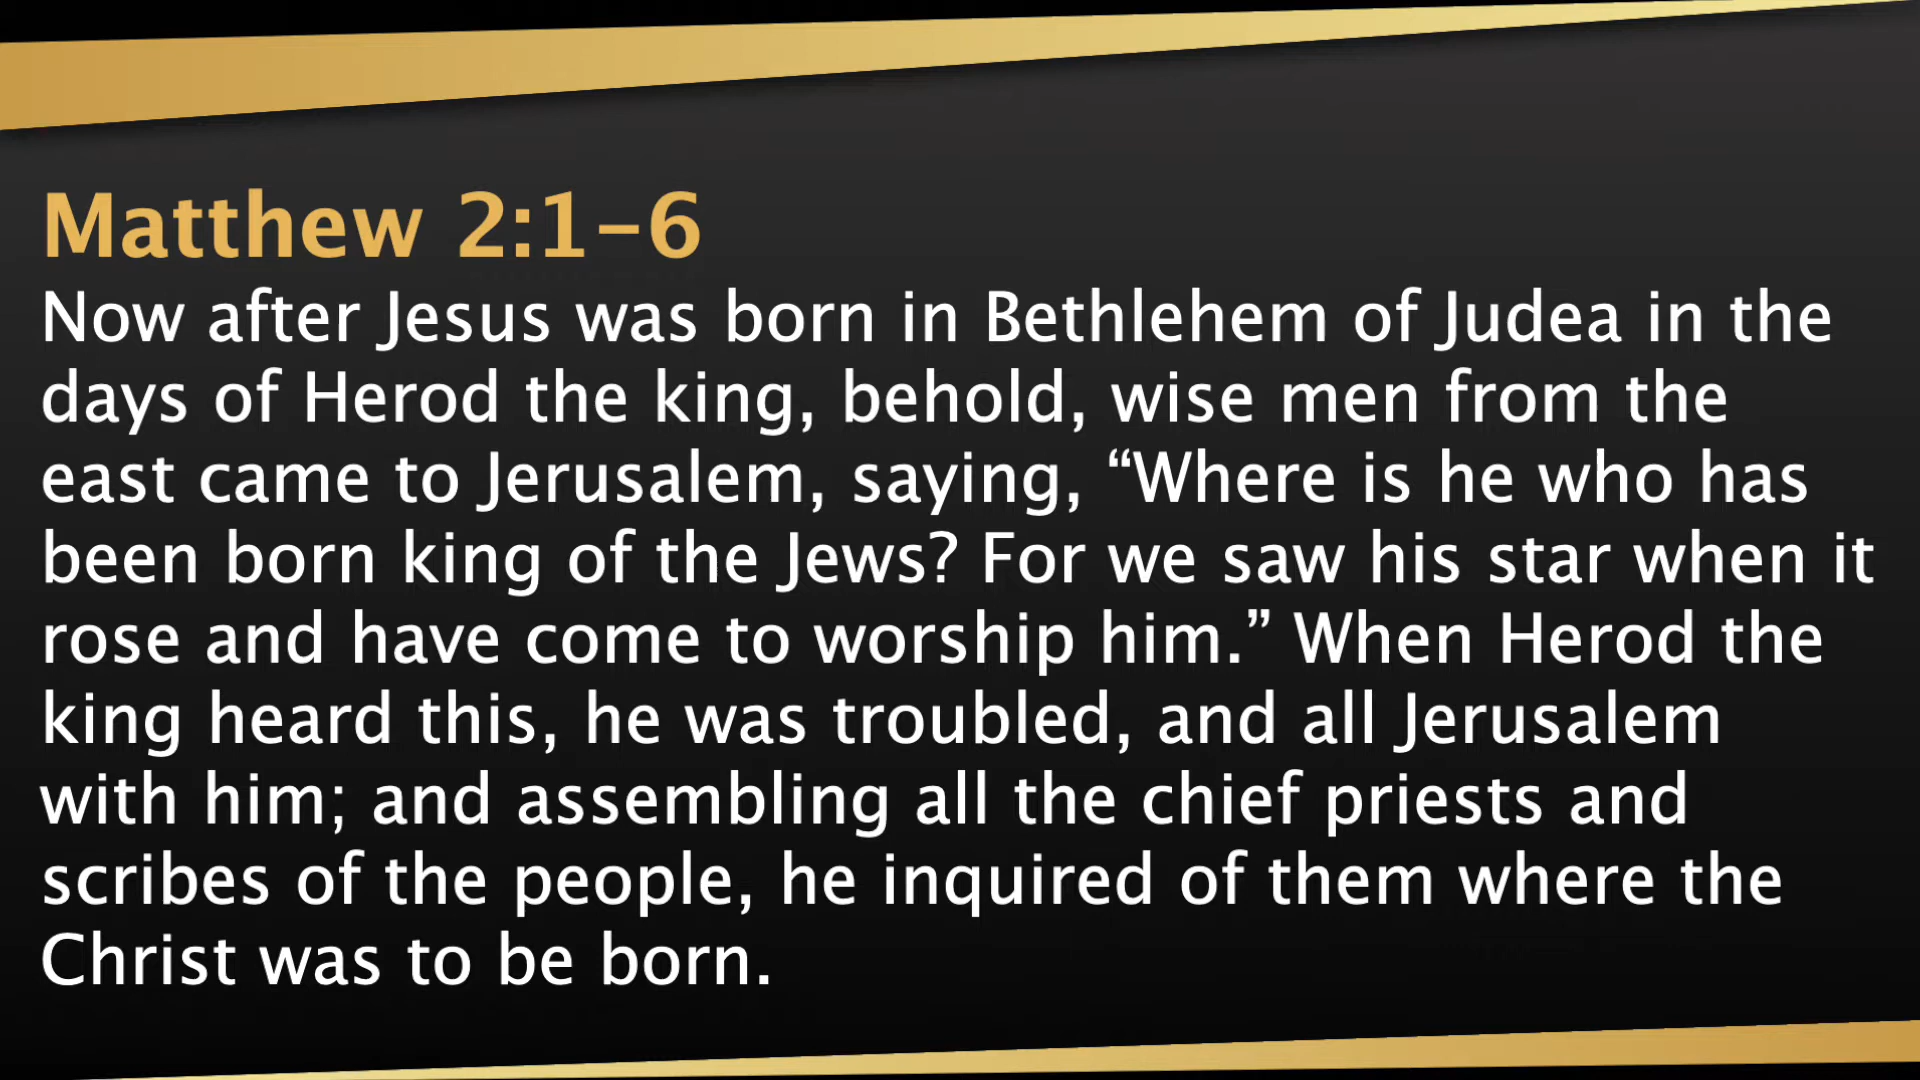 Matthew 2:1–6
Now after Jesus was born in Bethlehem of Judea in the
days of Herod the king, behold, wise men from the
east came to Jerusalem, saying, “Where is he who has
been born king of the Jews? For we saw his star when it
rose and have come to worship him.” When Herod the
king heard this, he was troubled, and all Jerusalem
with him; and assembling all the chief priests and
scribes of the people, he inquired of them where the
Christ was to be born.